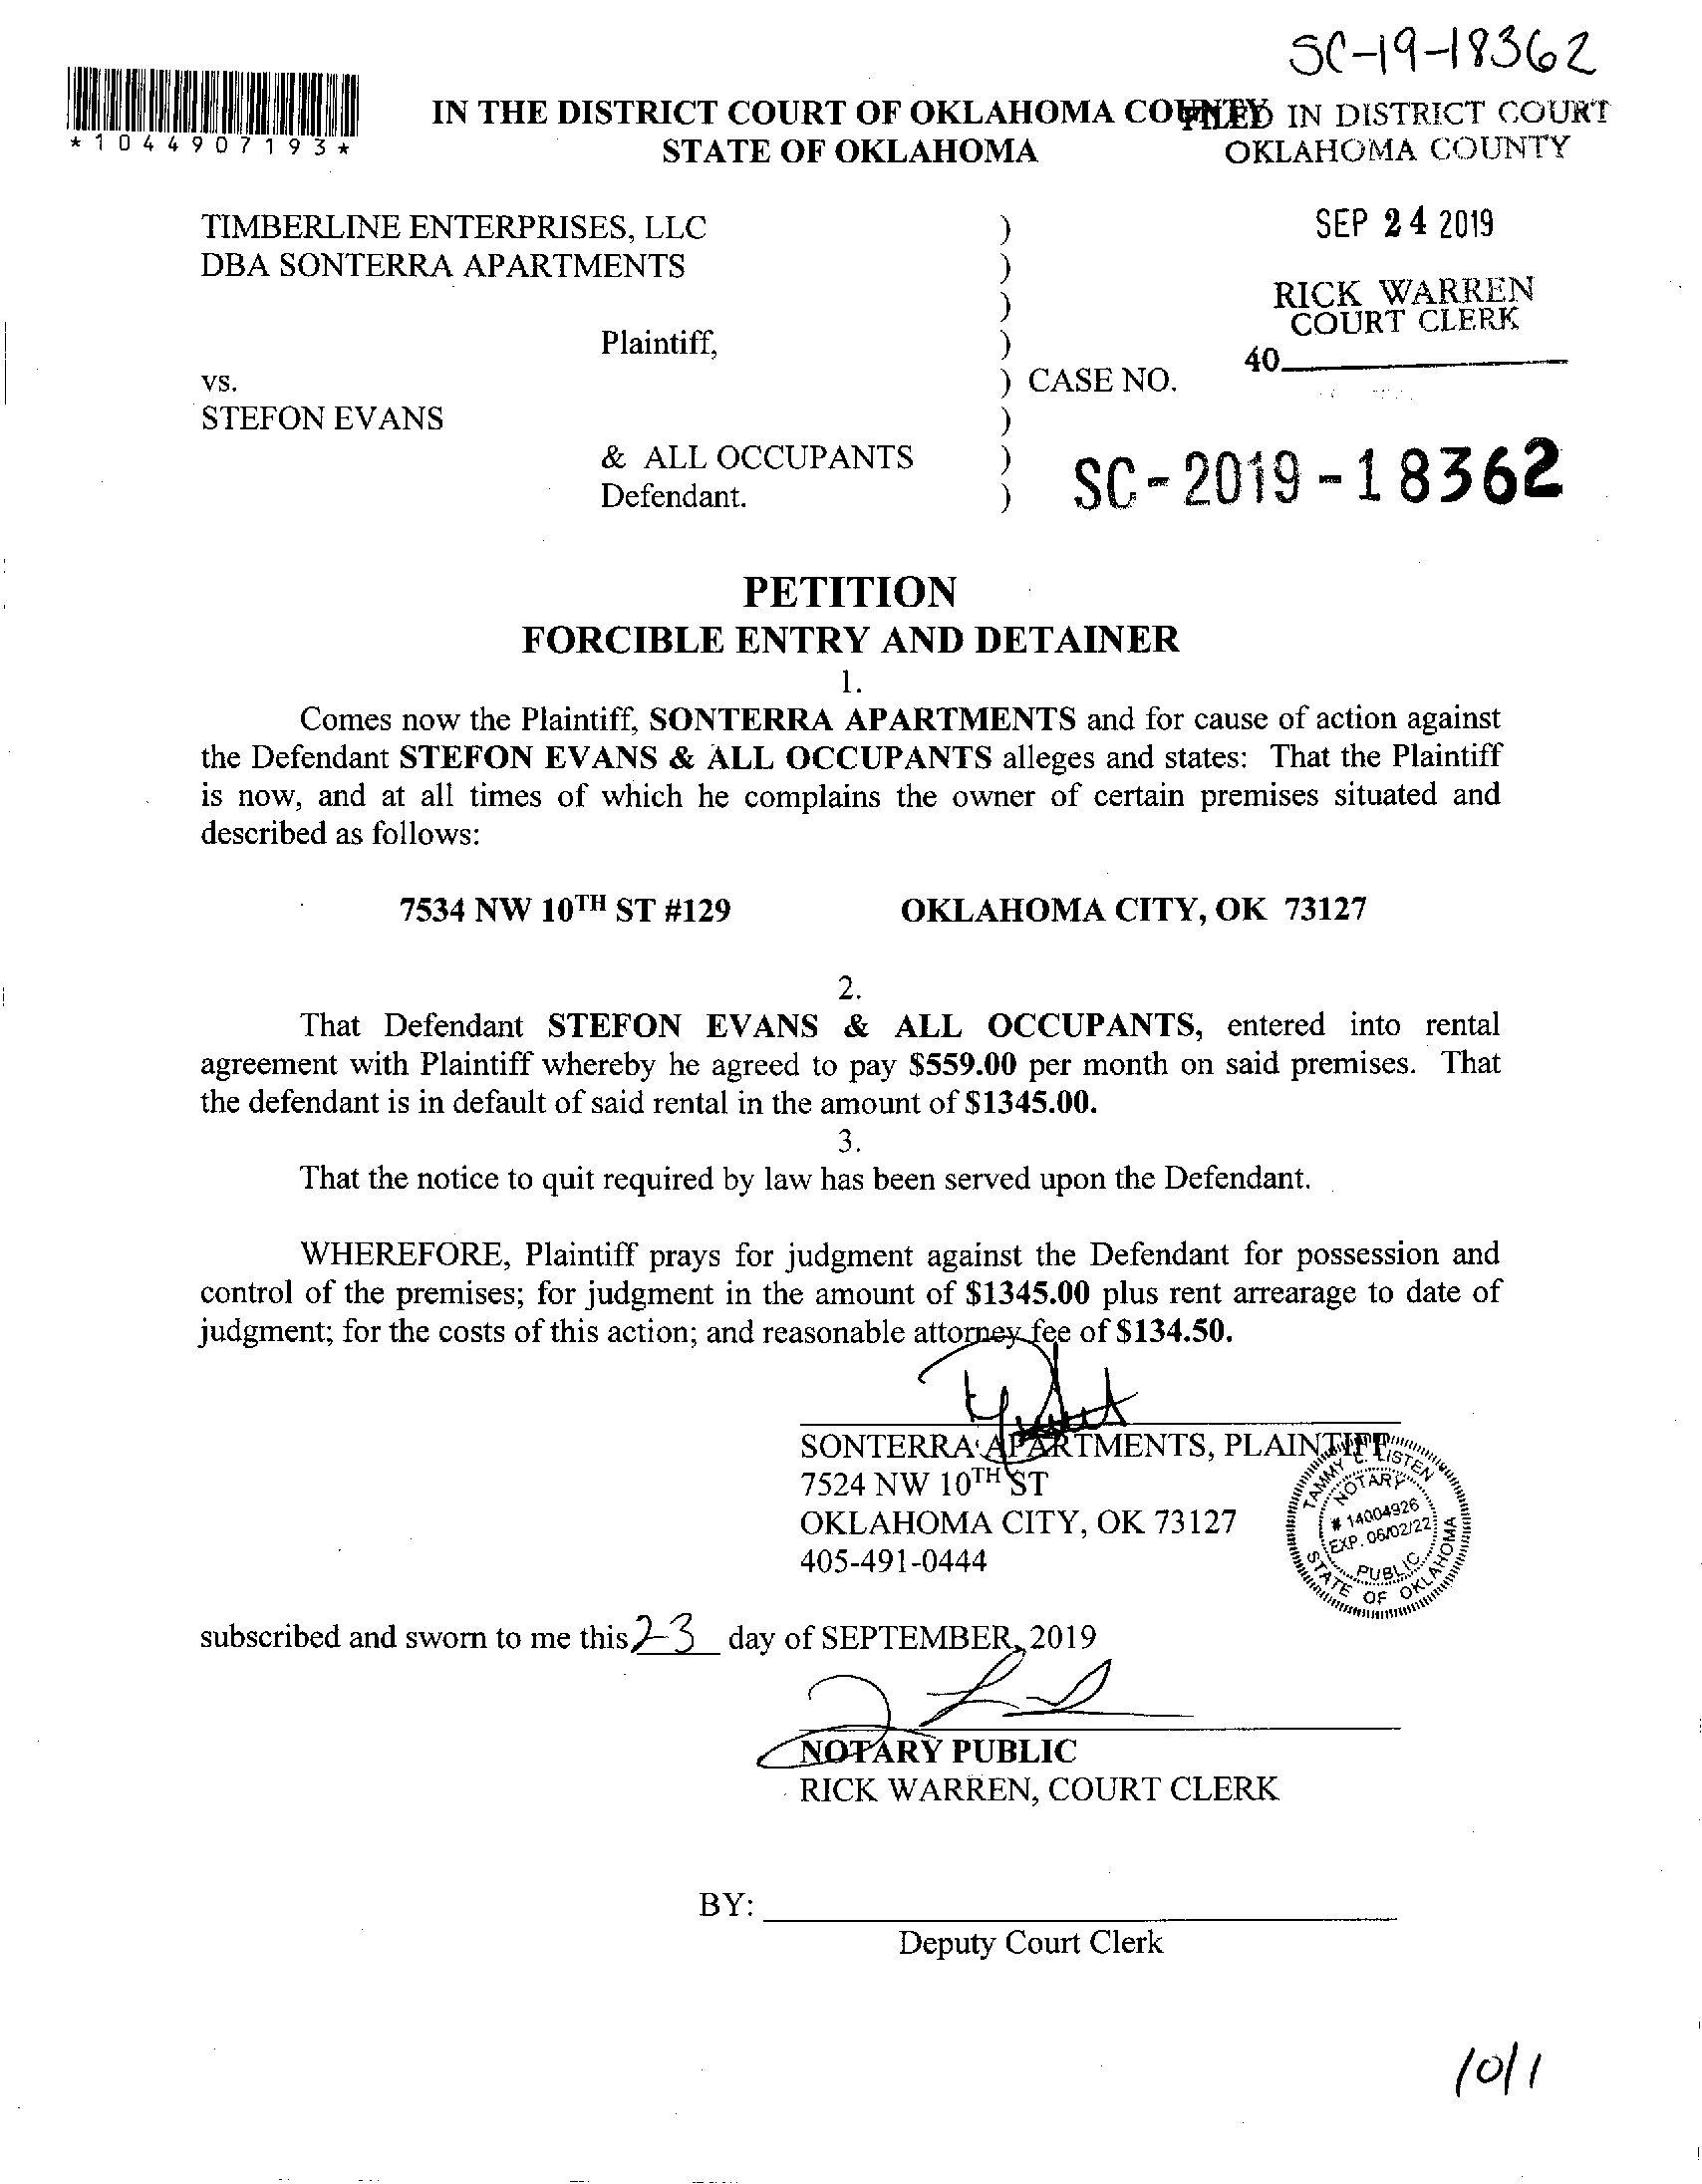 SC-19-18362
*1044907193*
IN THE DISTRICT COURT OF OKLAHOMA COUNTY
STATE OF OKLAHOMA
FILED IN DISTRICT COURT
OKLAHOMA COUNTY
SEP 24 2019
RICK WARREN
COURT CLERK
40
TIMBERLINE ENTERPRISES, LLC )
DBA SONTERRA APARTMENTS )
)
Plaintiff, )
vs. ) CASE NO.
STEFON EVANS )
& ALL OCCUPANTS )
Defendant. )
SC-2019-18362
PETITION
FORCIBLE ENTRY AND DETAINER
1.
Comes now the Plaintiff, SONTERRA APARTMENTS and for cause of action against
the Defendant STEFON EVANS & ALL OCCUPANTS alleges and states: That the Plaintiff
is now, and at all times of which he complains the owner of certain premises situated and
described as follows:
7534 NW 10TH ST #129 OKLAHOMA CITY, OK 73127
2.
That Defendant STEFON EVANS & ALL OCCUPANTS, entered into rental
agreement with Plaintiff whereby he agreed to pay $559.00 per month on said premises. That
the defendant is in default of said rental in the amount of $1345.00.
3.
That the notice to quit required by law has been served upon the Defendant.
WHEREFORE, Plaintiff prays for judgment against the Defendant for possession and
control of the premises; for judgment in the amount of $1345.00 plus rent arrearage to date of
judgment; for the costs of this action; and reasonable attorney fee of $134.50.
SONTERRA APARTMENTS, PLAINTIFF
7524 NW 10TH ST
OKLAHOMA CITY, OK 73127
405-491-0444
TAMMY E. LISTEN
NOTARY
# 14004926
EXP. 06/02/22
PUBLIC
STATE OF OKLAHOMA
subscribed and sworn to me this 23 day of SEPTEMBER, 2019
NOTARY PUBLIC
RICK WARREN, COURT CLERK
BY:
Deputy Court Clerk
10/1